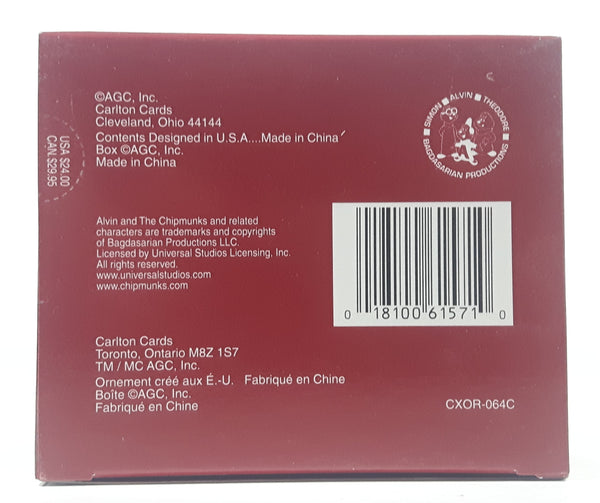 ©AGC, Inc.
Carlton Cards
Cleveland, Ohio 44144
Contents Designed in U.S.A....Made in China
Box ©AGC, Inc.
Made in China
USA $24.00
CAN $29.95
SIMON ALVIN THEODORE
BAGDASARIAN PRODUCTIONS
Alvin and The Chipmunks and related
characters are trademarks and copyrights
of Bagdasarian Productions LLC.
Licensed by Universal Studios Licensing, Inc.
All rights reserved.
www.universalstudios.com
www.chipmunks.com
0 18100 61571 0
Carlton Cards
Toronto, Ontario M8Z 1S7
TM / MC AGC, Inc.
Ornement créé aux É.-U. Fabriqué en Chine
Boîte ©AGC, Inc.
Fabriqué en Chine
CXOR-064C